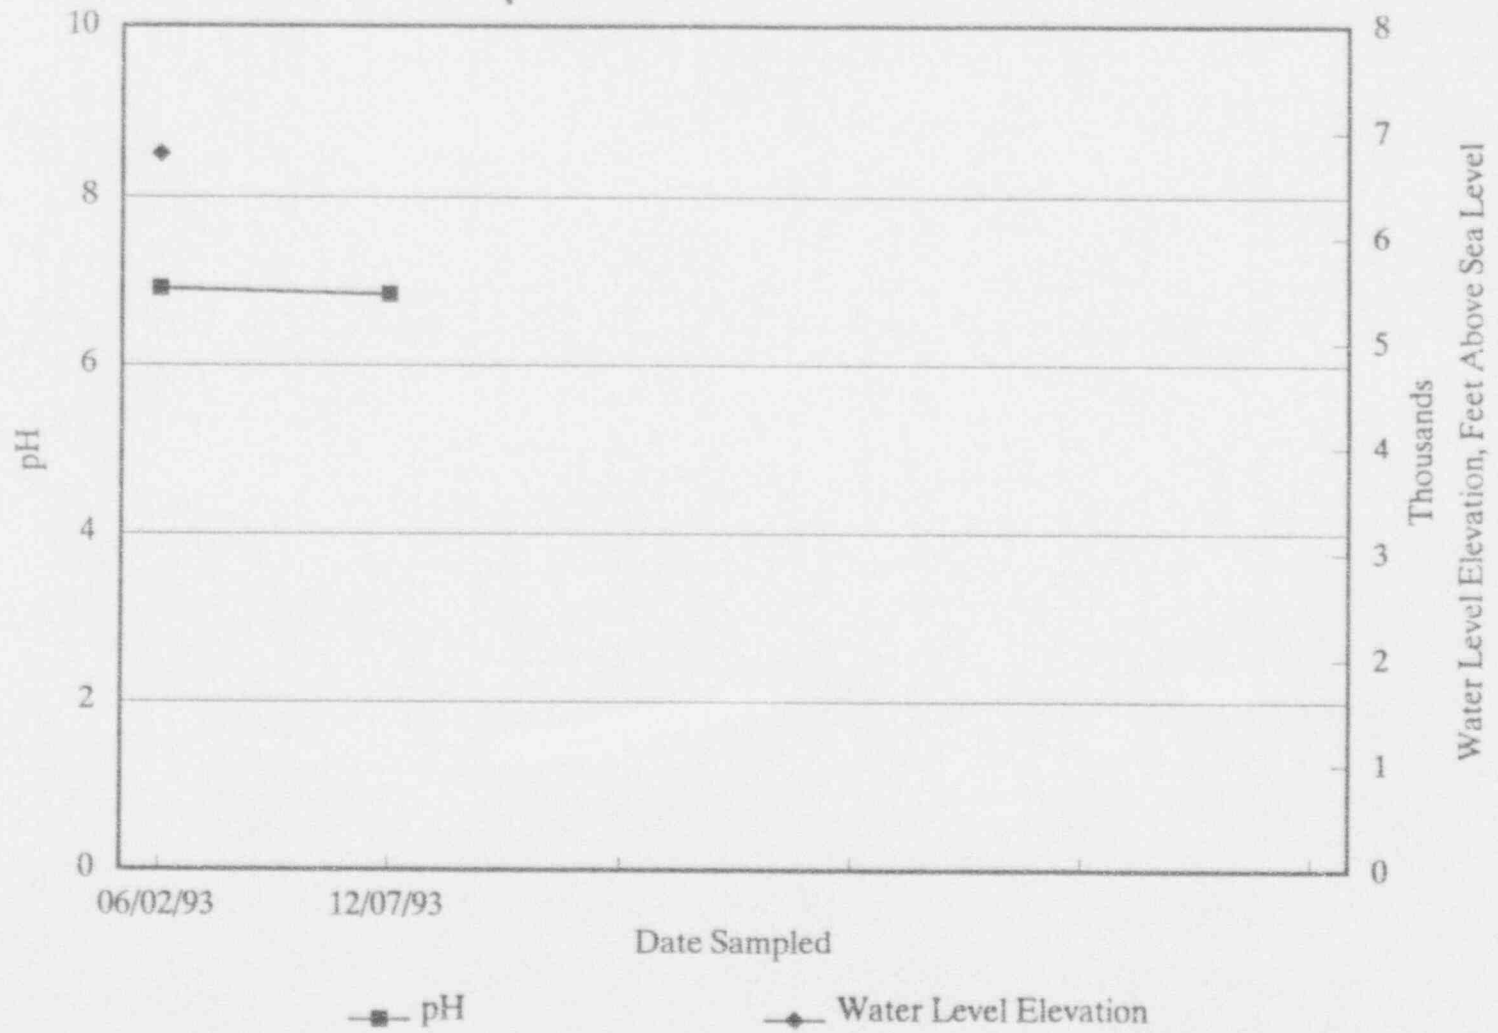 10
8
6
4
2
0
pH
8
7
6
5
4
3
2
1
0
Thousands
Water Level Elevation, Feet Above Sea Level
06/02/93
12/07/93
Date Sampled
pH
Water Level Elevation